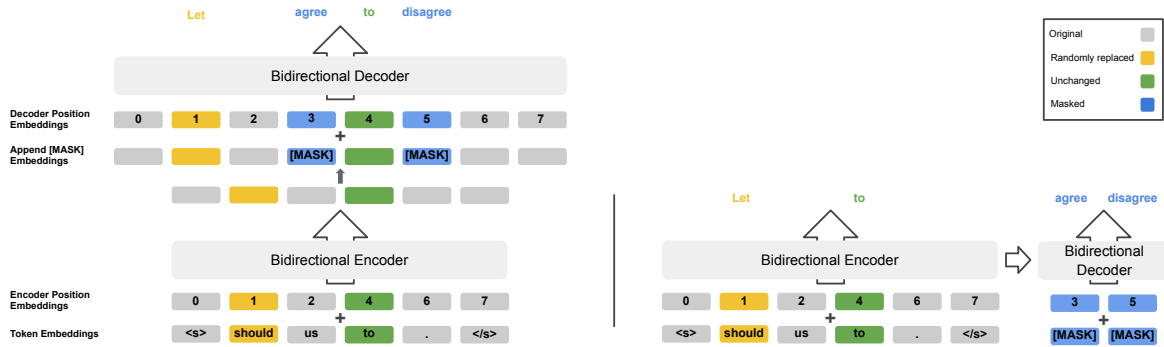 Let agree to disagree
Bidirectional Decoder
Decoder Position
Embeddings
0 1 2 3 4 5 6 7
+
Append [MASK]
Embeddings
[MASK] [MASK]
Bidirectional Encoder
Encoder Position
Embeddings
0 1 2 4 6 7
+
Token Embeddings
<s> should us to . </s>
Let to
Bidirectional Encoder
0 1 2 4 6 7
+
<s> should us to . </s>
agree disagree
Bidirectional
Decoder
3 5
+
[MASK] [MASK]
Original
Randomly replaced
Unchanged
Masked